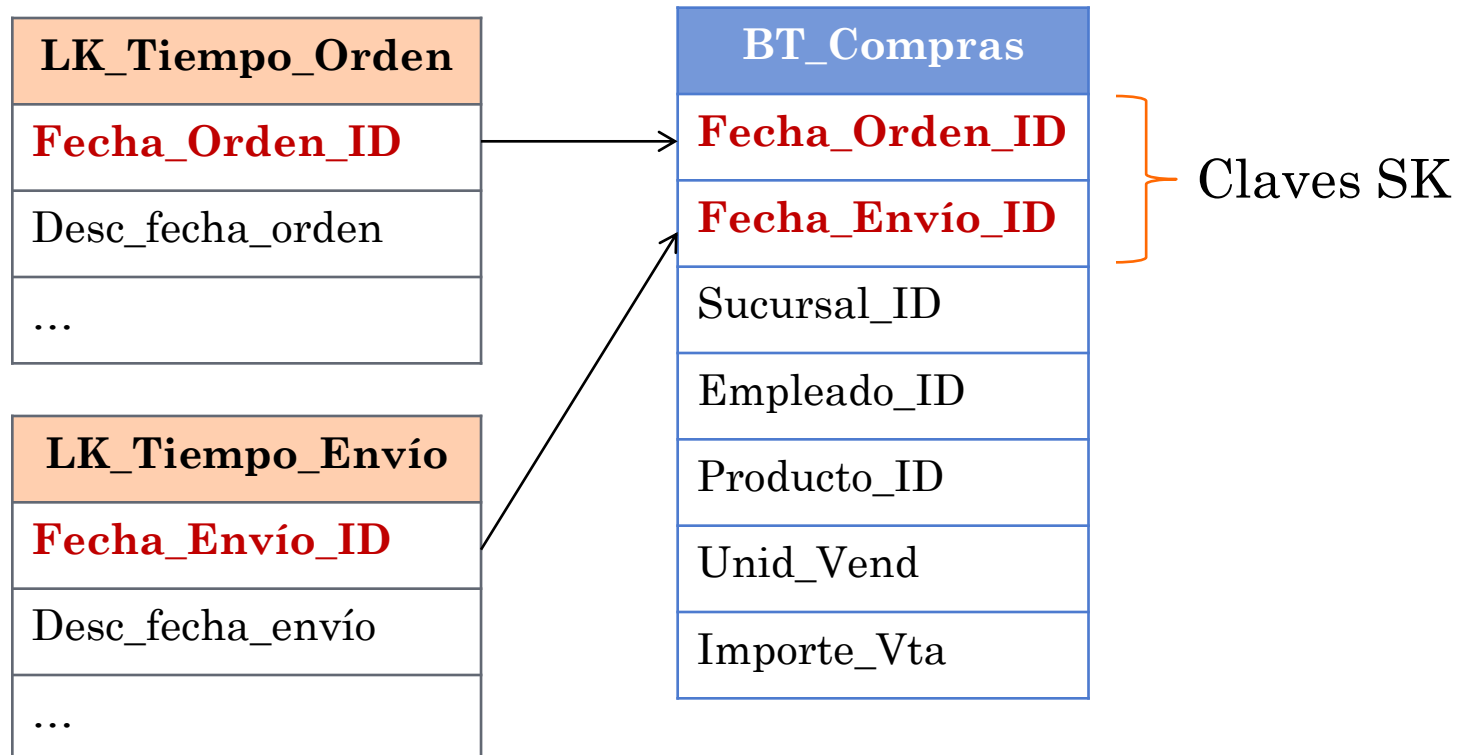 LK_Tiempo_Orden
Fecha_Orden_ID
Desc_fecha_orden
...
LK_Tiempo_Envío
Fecha_Envío_ID
Desc_fecha_envío
...
BT_Compras
Fecha_Orden_ID
Fecha_Envío_ID
Sucursal_ID
Empleado_ID
Producto_ID
Unid_Vend
Importe_Vta
Claves SK